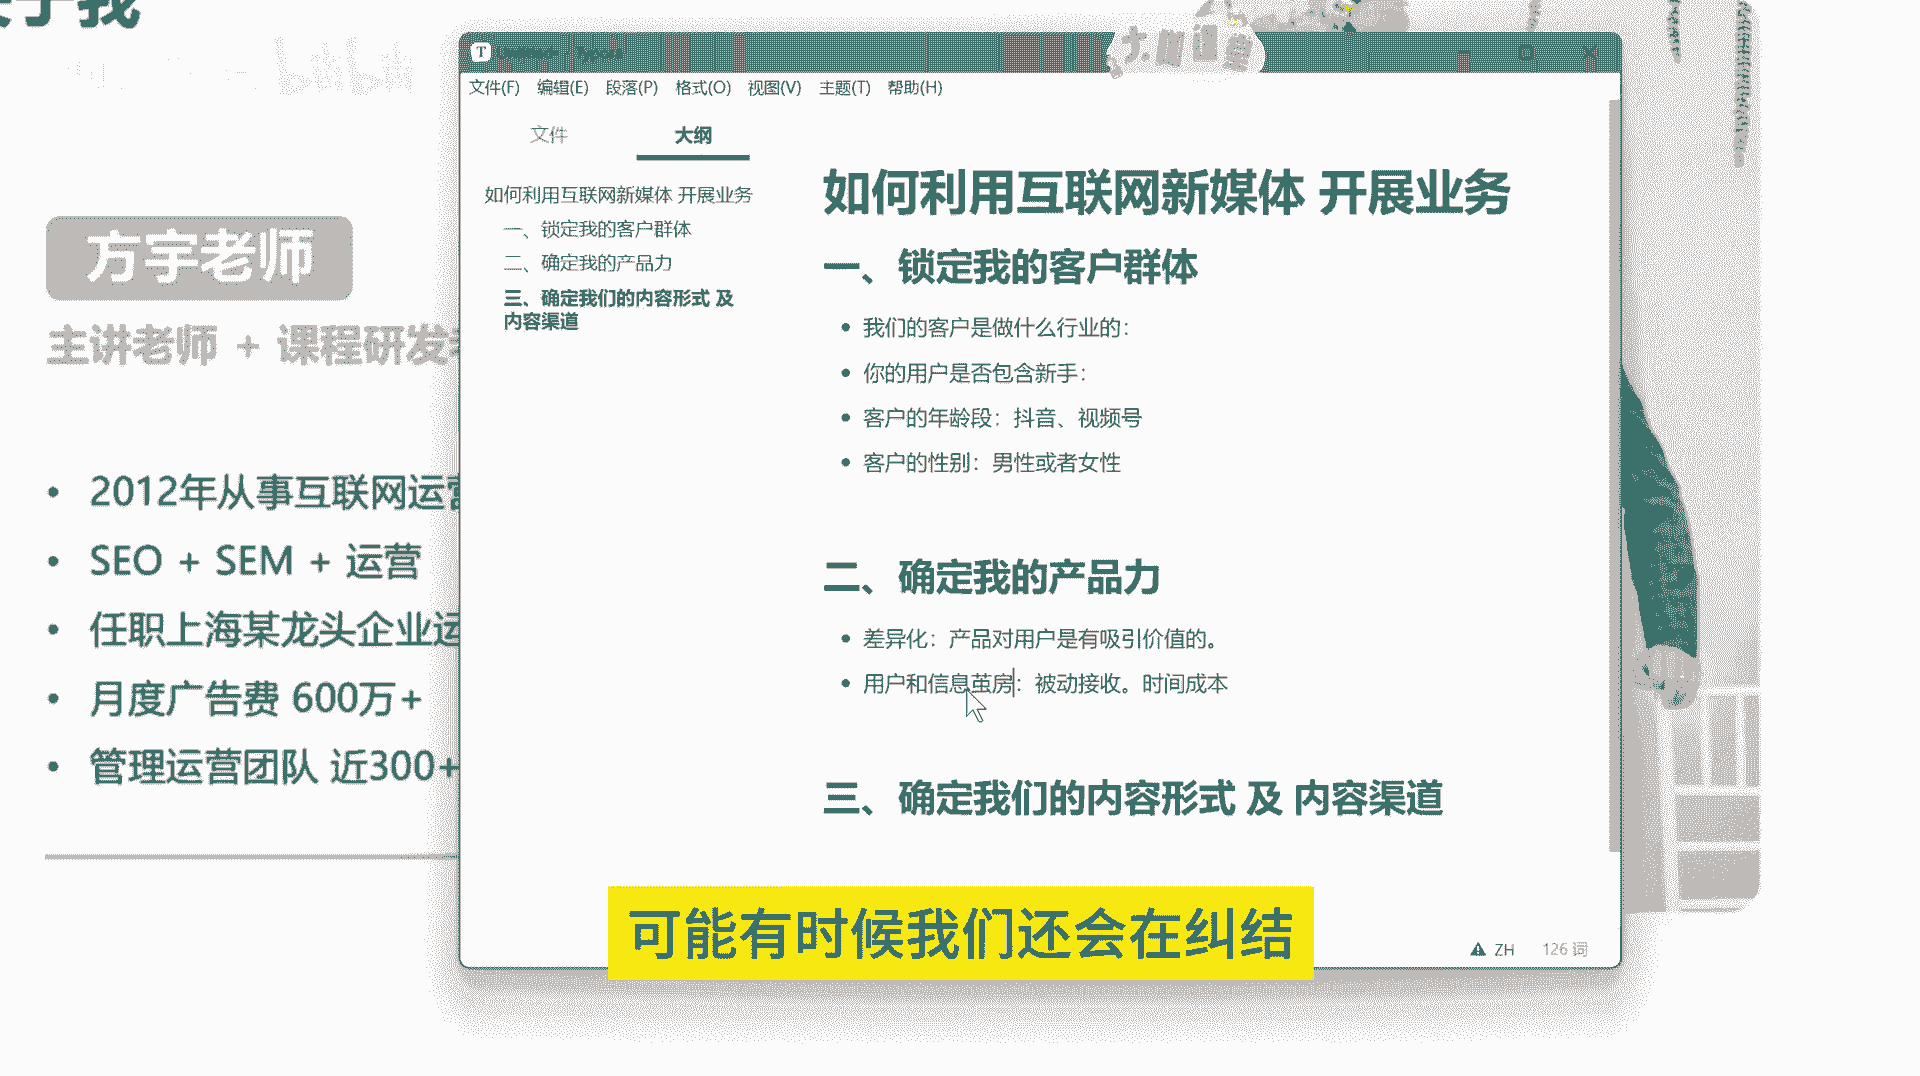 bilibili
方宇老师
主讲老师 + 课程研发
2012年从事互联网运营
SEO + SEM + 运营
任职上海某龙头企业运
月度广告费 600万+
管理运营团队 近300+
文件(F) 编辑(E) 段落(P) 格式(O) 视图(V) 主题(T) 帮助(H)
文件 大纲
如何利用互联网新媒体 开展业务
一、锁定我的客户群体
二、确定我的产品力
三、确定我们的内容形式 及
内容渠道
如何利用互联网新媒体 开展业务
一、锁定我的客户群体
我们的客户是做什么行业的：
你的用户是否包含新手：
客户的年龄段：抖音、视频号
客户的性别：男性或者女性
二、确定我的产品力
差异化：产品对用户是有吸引价值的。
用户和信息茧房：被动接收。时间成本
三、确定我们的内容形式 及 内容渠道
可能有时候我们还会在纠结
ZH 126 词